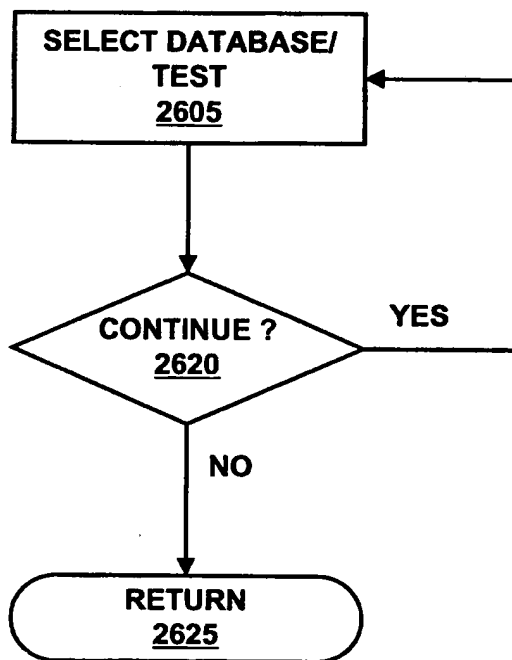 SELECT DATABASE/
TEST
2605
CONTINUE ?
2620
YES
NO
RETURN
2625